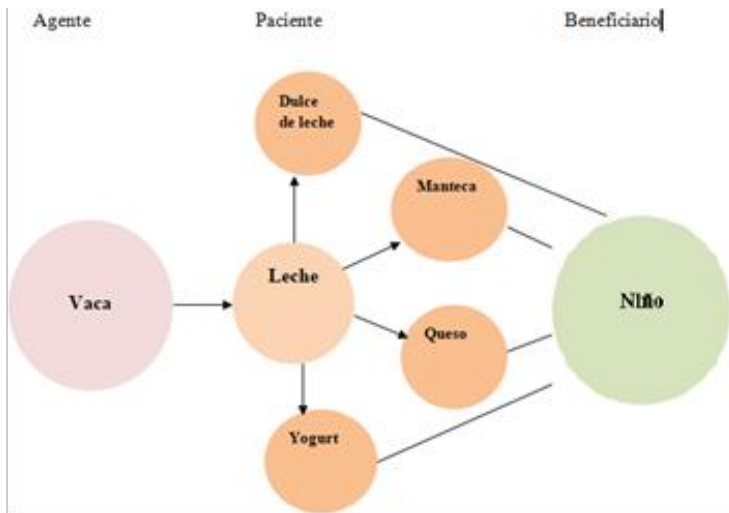 Agente Paciente Beneficiario
Dulce
de leche
Manteca
Leche
Vaca
Niño
Queso
Yogurt